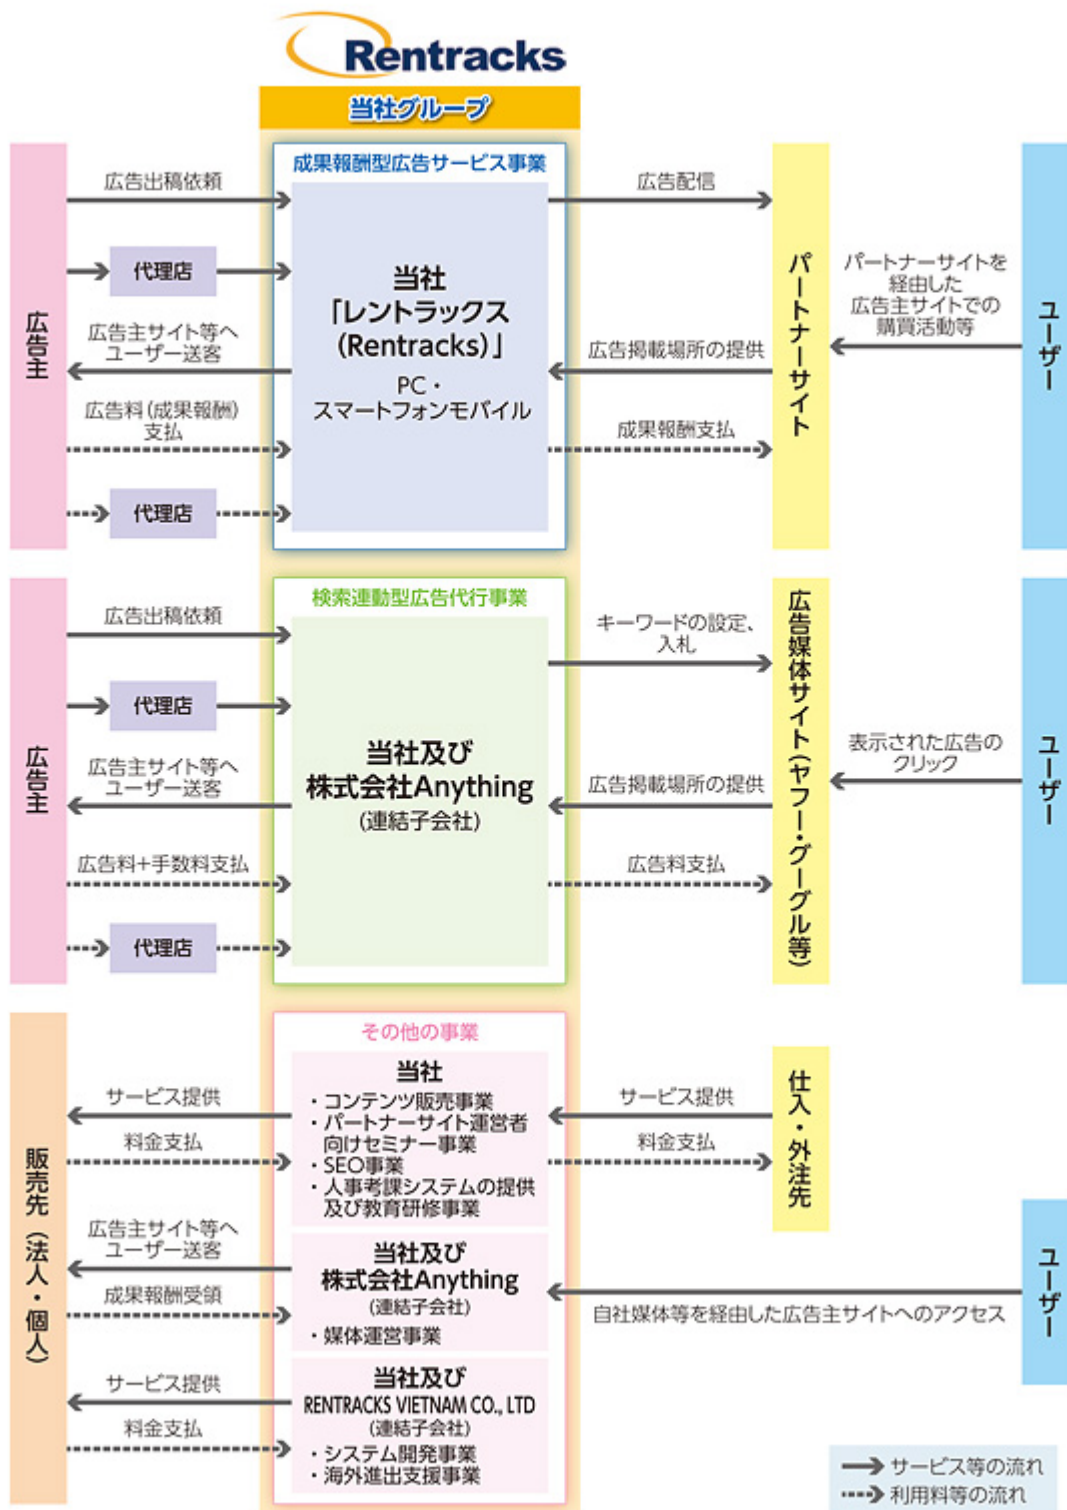 Rentracks
当社グループ
成果報酬型広告サービス事業
広告主
広告出稿依頼
代理店
広告主サイト等へ
ユーザー送客
広告料(成果報酬)
支払
代理店
当社
「レントラックス
(Rentracks)」
PC・
スマートフォンモバイル
広告配信
広告掲載場所の提供
成果報酬支払
パートナーサイト
パートナーサイトを
経由した
広告主サイトでの
購買活動等
ユーザー
検索連動型広告代行事業
広告主
広告出稿依頼
代理店
広告主サイト等へ
ユーザー送客
広告料+手数料支払
代理店
当社及び
株式会社Anything
(連結子会社)
キーワードの設定、
入札
広告掲載場所の提供
広告料支払
広告媒体サイト(ヤフー・グーグル等)
表示された広告の
クリック
ユーザー
その他の事業
販売先(法人・個人)
サービス提供
料金支払
当社
・コンテンツ販売事業
・パートナーサイト運営者
向けセミナー事業
・SEO事業
・人事考課システムの提供
及び教育研修事業
サービス提供
料金支払
仕入・外注先
広告主サイト等へ
ユーザー送客
成果報酬受領
当社及び
株式会社Anything
(連結子会社)
・媒体運営事業
自社媒体等を経由した広告主サイトへのアクセス
ユーザー
サービス提供
料金支払
当社及び
RENTRACKS VIETNAM CO., LTD
(連結子会社)
・システム開発事業
・海外進出支援事業
サービス等の流れ
利用料等の流れ